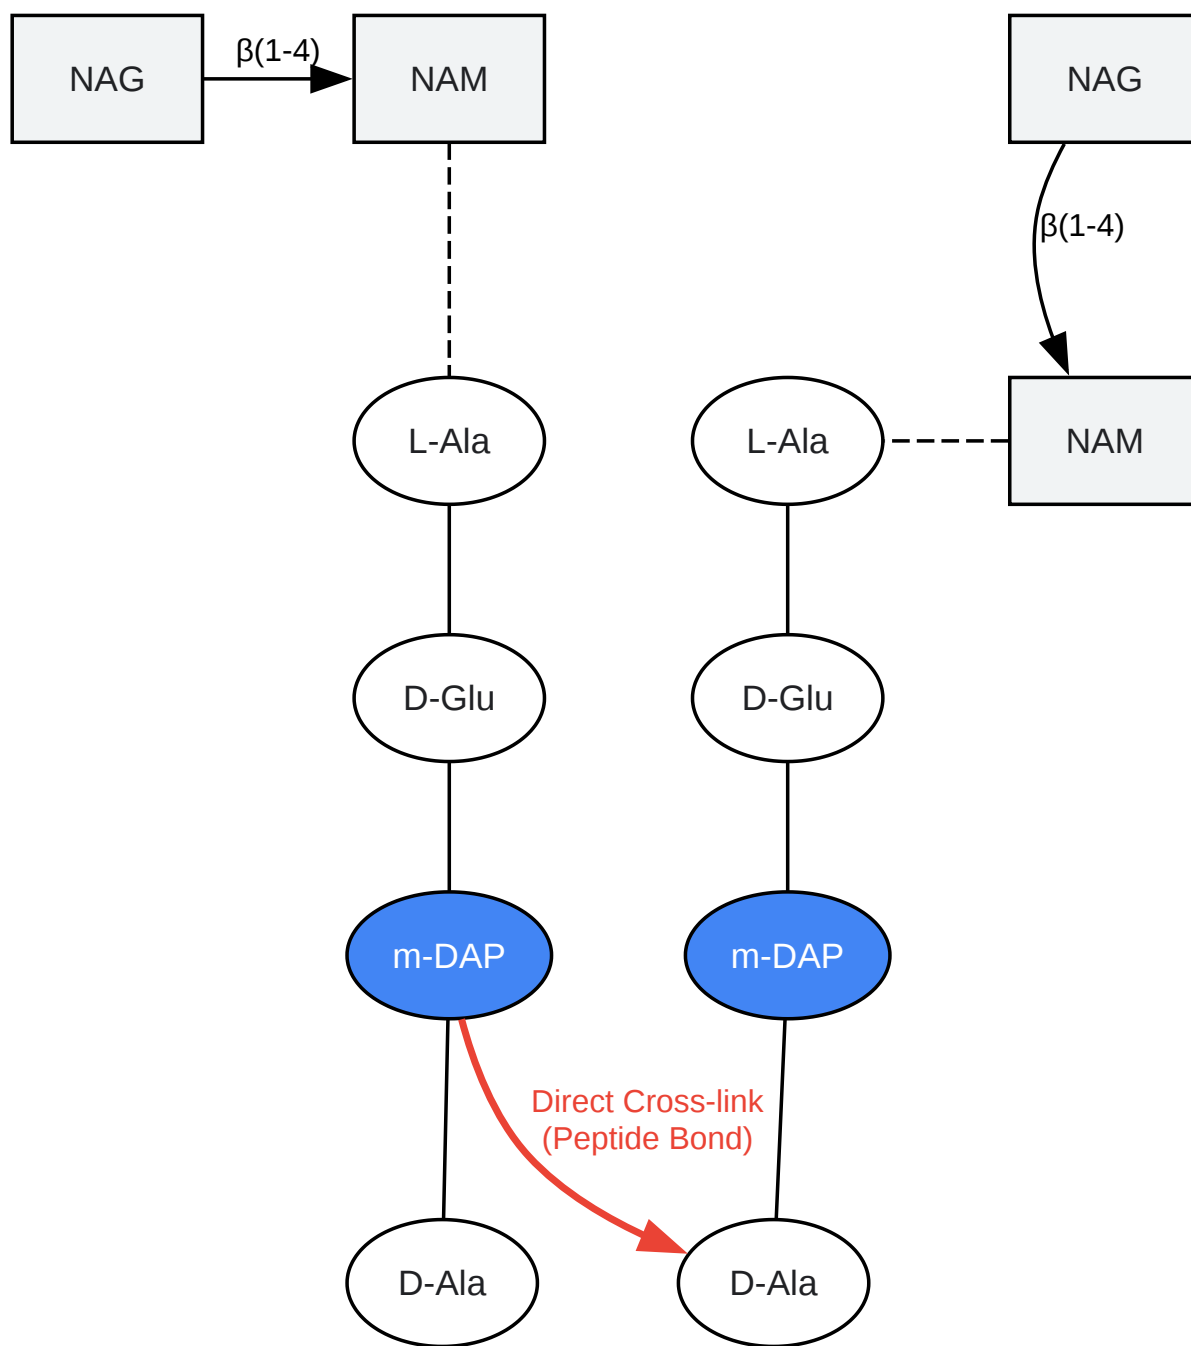 NAG
β(1-4)
NAM
NAG
β(1-4)
L-Ala
L-Ala
NAM
D-Glu
D-Glu
m-DAP
m-DAP
Direct Cross-link
(Peptide Bond)
D-Ala
D-Ala